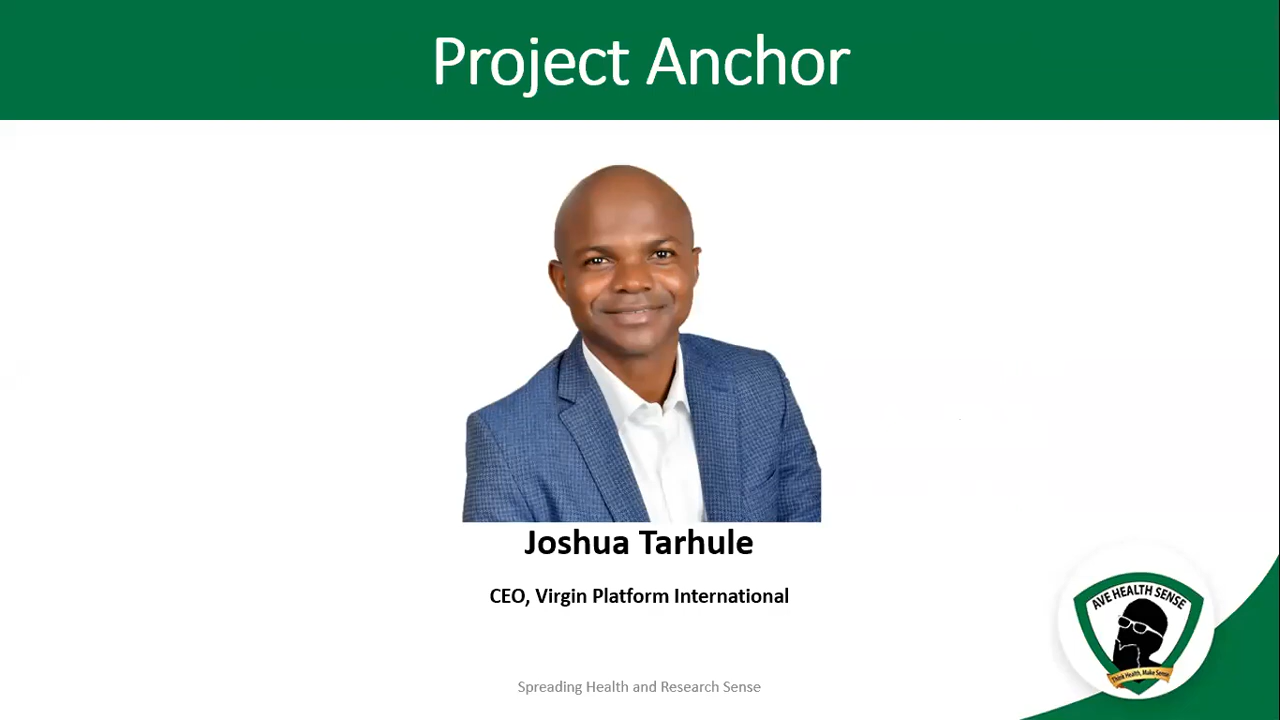 Project Anchor
Joshua Tarhule
CEO, Virgin Platform International
AVE HEALTH SENSE
Think Health, Make Sense
Spreading Health and Research Sense